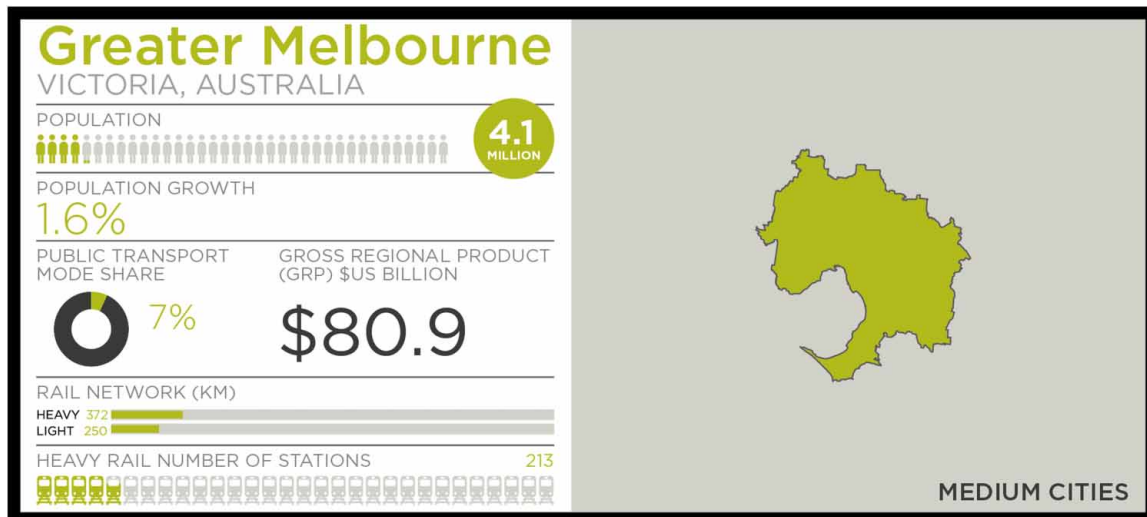 Greater Melbourne
VICTORIA, AUSTRALIA
POPULATION
4.1
MILLION
POPULATION GROWTH
1.6%
PUBLIC TRANSPORT
MODE SHARE
7%
GROSS REGIONAL PRODUCT
(GRP) $US BILLION
$80.9
RAIL NETWORK (KM)
HEAVY 372
LIGHT 250
HEAVY RAIL NUMBER OF STATIONS 213
MEDIUM CITIES